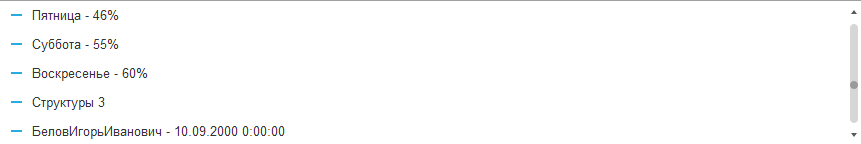 Пятница - 46%
Суббота - 55%
Воскресенье - 60%
Структуры 3
БеловИгорьИванович - 10.09.2000 0:00:00